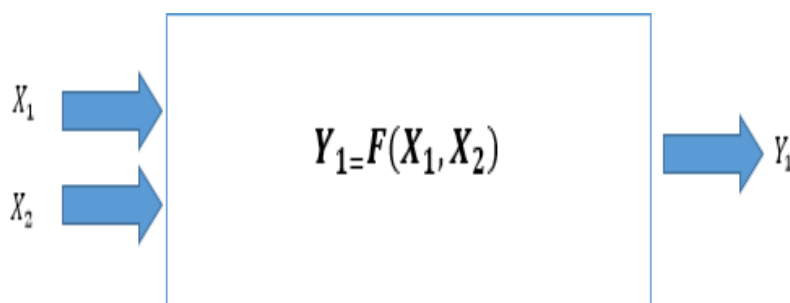 X₁
Y₁₌F(X₁,X₂)
Y₁
X₂